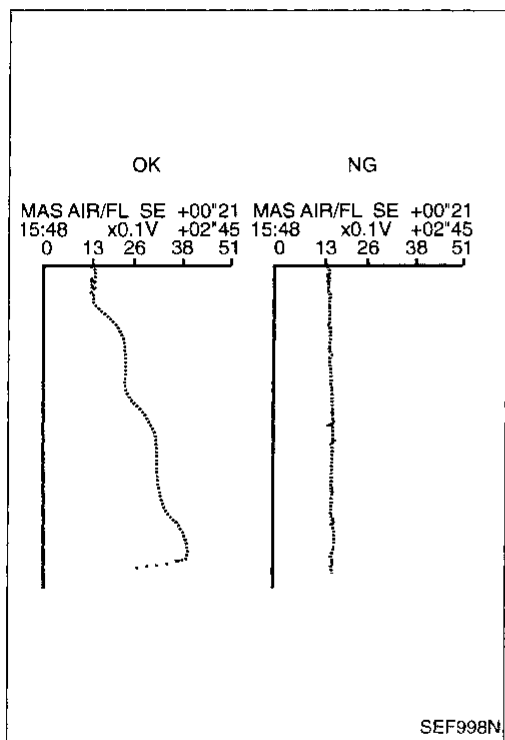 OK
MAS AIR/FL SE +00"21
15:48 x0.1V +02"45
0 13 26 38 51
NG
MAS AIR/FL SE +00"21
15:48 x0.1V +02"45
0 13 26 38 51
SEF998N